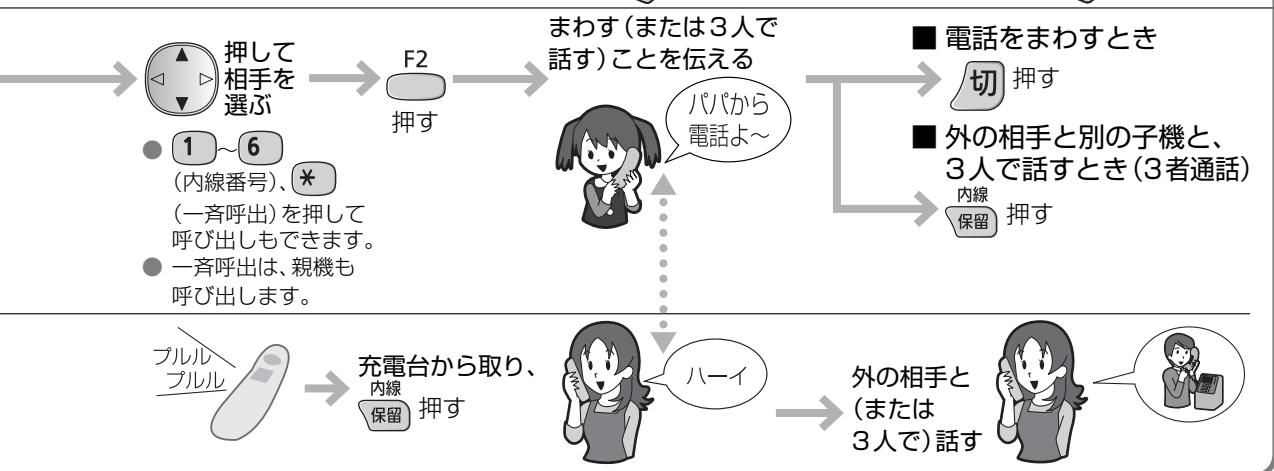 押して
相手を
選ぶ
● 1～6
(内線番号)、＊
(一斉呼出)を押して
呼び出しもできます。
● 一斉呼出は、親機も
呼び出します。
F2
押す
まわす(または3人で
話す)ことを伝える
パパから
電話よ～
■ 電話をまわすとき
切 押す
■ 外の相手と別の子機と、
3人で話すとき(3者通話)
内線
保留 押す
プルル
プルル
充電台から取り、
内線
保留 押す
ハーイ
外の相手と
(または
3人で)話す